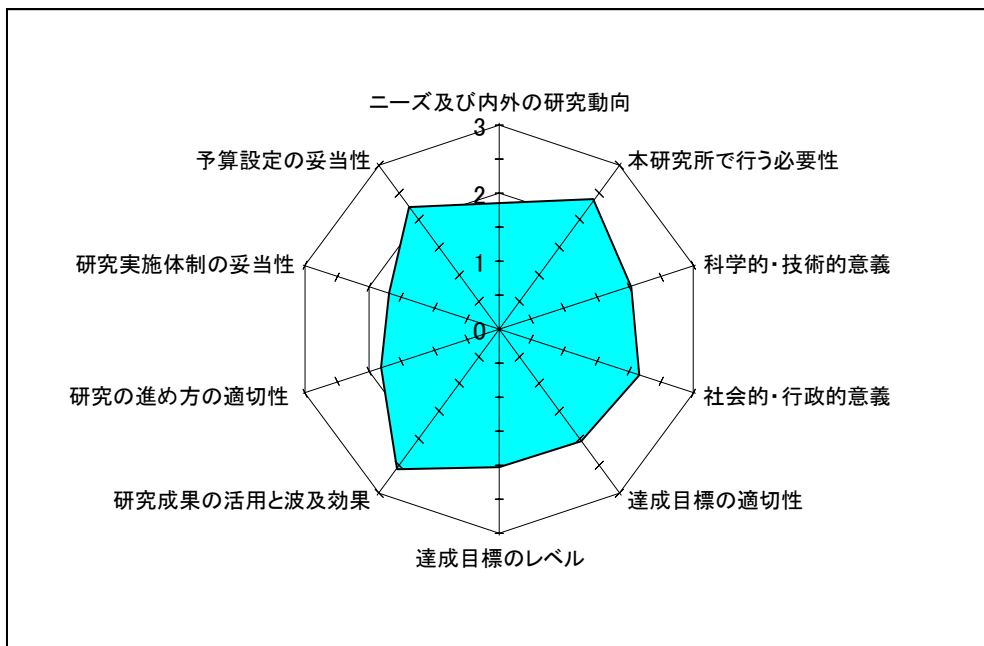 ニーズ及び内外の研究動向
3
予算設定の妥当性
本研究所で行う必要性
2
研究実施体制の妥当性
1
科学的・技術的意義
0
研究の進め方の適切性
社会的・行政的意義
研究成果の活用と波及効果
達成目標の適切性
達成目標のレベル